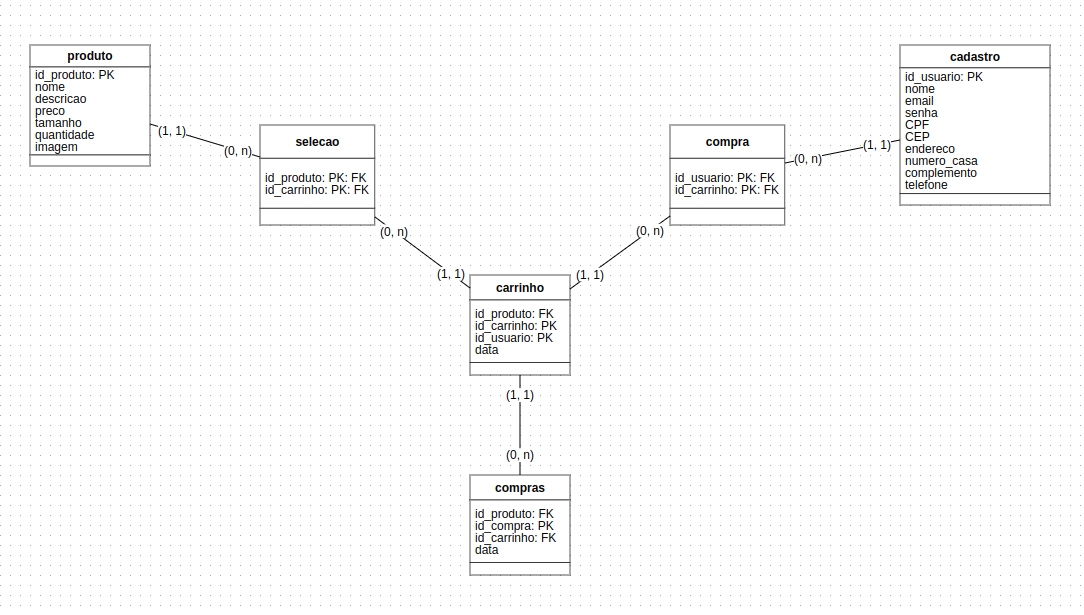 produto
id_produto: PK
nome
descricao
preco
tamanho
quantidade
imagem
(1, 1)
(0, n)
selecao
id_produto: PK: FK
id_carrinho: PK: FK
(0, n)
(1, 1)
compra
id_usuario: PK: FK
id_carrinho: PK: FK
(0, n)
(1, 1)
cadastro
id_usuario: PK
nome
email
senha
CPF
CEP
endereco
numero_casa
complemento
telefone
(0, n)
(1, 1)
carrinho
id_produto: FK
id_carrinho: PK
id_usuario: PK
data
(1, 1)
(0, n)
compras
id_produto: FK
id_compra: PK
id_carrinho: FK
data